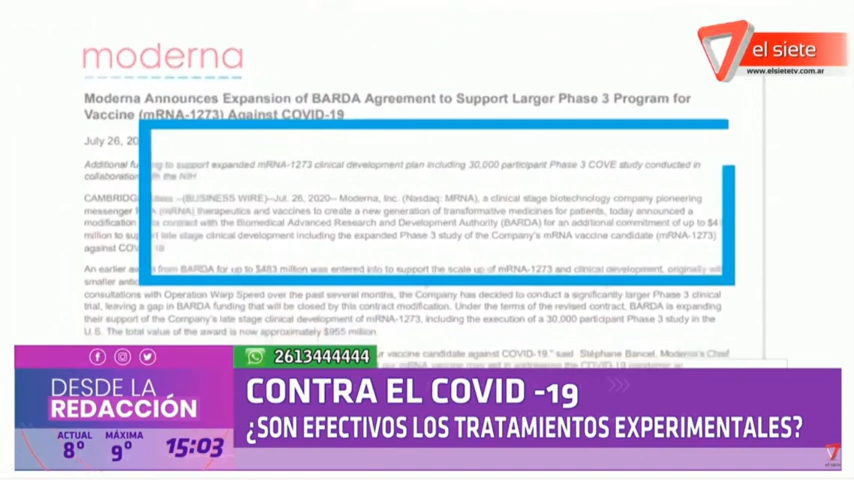 moderna
el siete
www.elsietetv.com.ar
Moderna Announces Expansion of BARDA Agreement to Support Larger Phase 3 Program for
Vaccine (mRNA-1273) Against COVID-19
July 26, 20
Additional fu to support expanded mRNA-1273 clinical development plan including 30,000 participant Phase 3 COVE study conducted in
collaboration with the NIH
CAMBRIDG –(BUSINESS WIRE)–Jul. 26, 2020– Moderna, Inc. (Nasdaq: MRNA), a clinical stage biotechnology company pioneering
messenger (mRNA) therapeutics and vaccines to create a new generation of transformative medicines for patients, today announced a
modification its contract with the Biomedical Advanced Research and Development Authority (BARDA) for an additional commitment of up to
million to support late stage clinical development including the expanded Phase 3 study of the Company's mRNA vaccine candidate (mRNA-1273)
against COV 19
An earlier from BARDA for up to $483 million was entered into to support the scale up of mRNA-1273 and clinical development, originally
smaller
consultations with Operation Warp Speed over the past several months, the Company has decided to conduct a significantly larger Phase 3 clinical
trial, leaving a gap in BARDA funding that will be closed by this contract modification. Under the terms of the revised contract, BARDA is expanding
their support of the Company's late stage clinical development of mRNA-1273, including the execution of a 30,000 participant Phase 3 study in the
U.S. The total value of the award is now approximately $955 million.
ur vaccine candidate against COVID-19," said Stéphane Bancel, Moderna's Chief
2613444444
DESDE LA
REDACCIÓN
CONTRA EL COVID -19
¿SON EFECTIVOS LOS TRATAMIENTOS EXPERIMENTALES?
ACTUAL
8º
MÁXIMA
9º
15:03
el siete